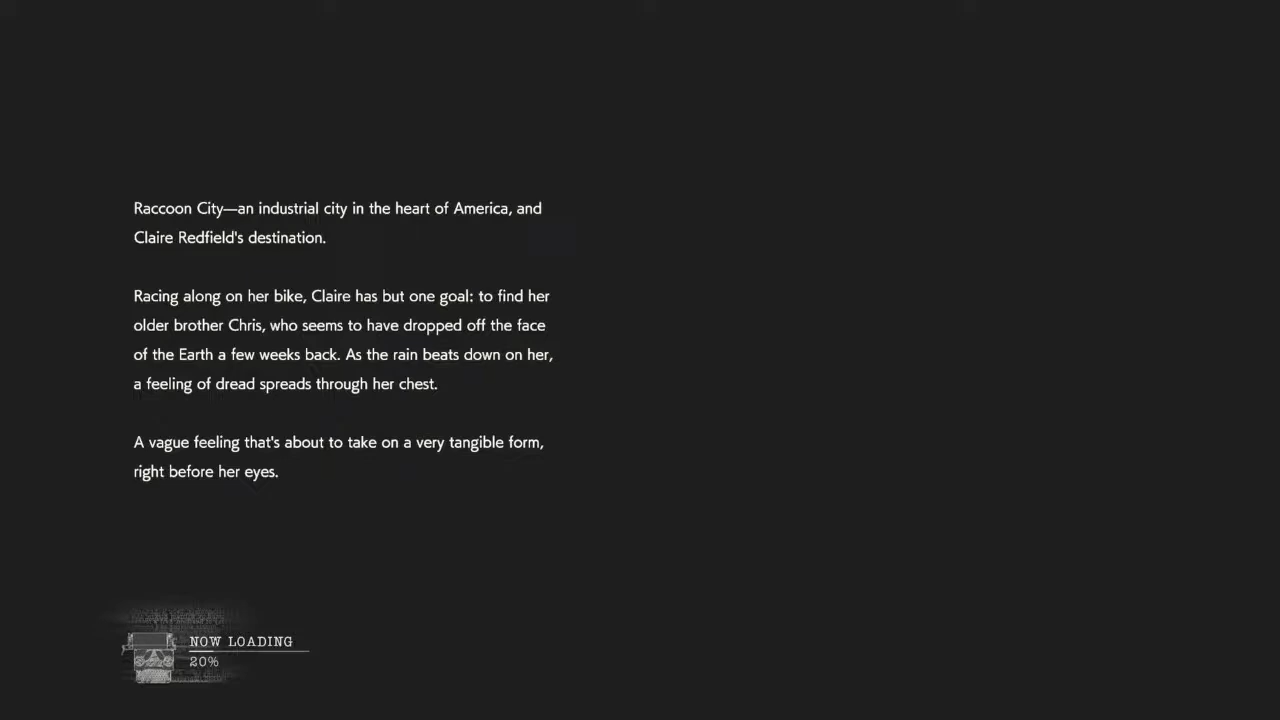 Raccoon City—an industrial city in the heart of America, and
Claire Redfield's destination.
Racing along on her bike, Claire has but one goal: to find her
older brother Chris, who seems to have dropped off the face
of the Earth a few weeks back. As the rain beats down on her,
a feeling of dread spreads through her chest.
A vague feeling that's about to take on a very tangible form,
right before her eyes.
NOW LOADING
20%